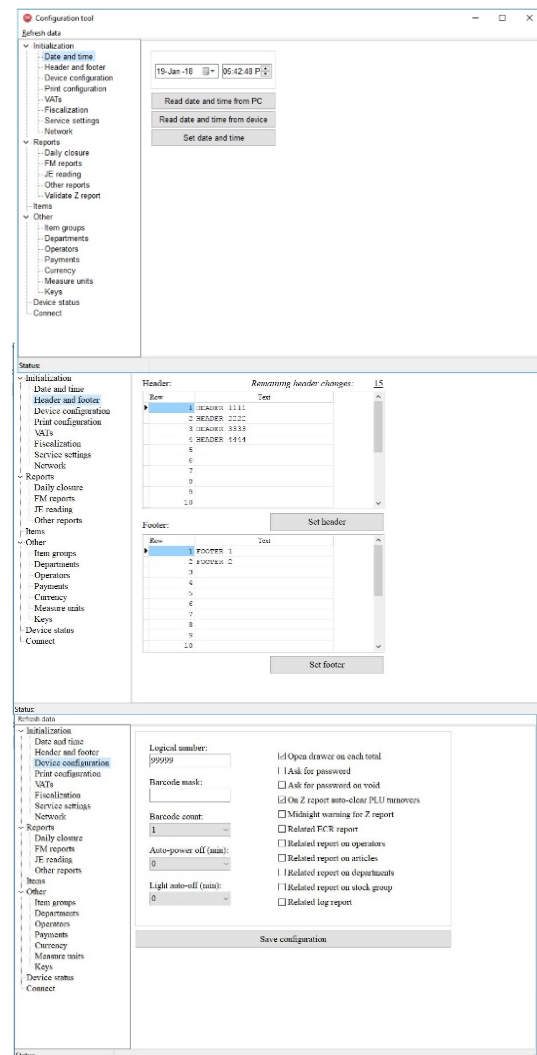 Configuration tool
Refresh data
Initialization
Date and time
Header and footer
Device configuration
Print configuration
VATs
Fiscalization
Service settings
Network
Reports
Daily closure
FM reports
JE reading
Other reports
Validate Z report
Items
Other
Item groups
Departments
Operators
Payments
Currency
Measure units
Keys
Device status
Connect
19-Jan -18 05:42:48 P
Read date and time from PC
Read date and time from device
Set date and time
Status:
Initialization
Date and time
Header and footer
Device configuration
Print configuration
VATs
Fiscalization
Service settings
Network
Reports
Daily closure
FM reports
JE reading
Other reports
Items
Other
Item groups
Departments
Operators
Payments
Currency
Measure units
Keys
Device status
Connect
Header: Remaining header changes: 15
Row Text
1 HEADER 1111
2 HEADER 2222
3 HEADER 3333
4 HEADER 4444
5
6
7
8
9
10
Set header
Footer:
Row Text
1 FOOTER 1
2 FOOTER 2
3
4
5
6
7
8
9
10
Set footer
Status:
Refresh data
Initialization
Date and time
Header and footer
Device configuration
Print configuration
VATs
Fiscalization
Service settings
Network
Reports
Daily closure
FM reports
JE reading
Other reports
Items
Other
Item groups
Departments
Operators
Payments
Currency
Measure units
Keys
Device status
Connect
Logical number:
99999
Barcode mask:
Barcode count:
1
Auto-power off (min):
0
Light auto-off (min):
0
Open drawer on each total
Ask for password
Ask for password on void
On Z report auto-clear PLU turnovers
Midnight warning for Z report
Related ECR report
Related report on operators
Related report on articles
Related report on departments
Related report on stock group
Related log report
Save configuration
Status: